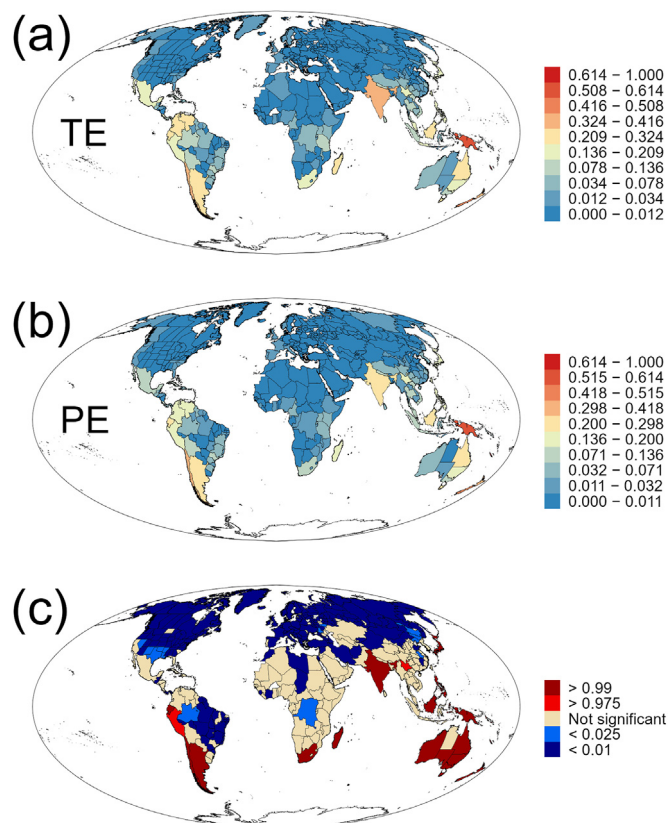 (a)
TE
0.614 – 1.000
0.508 – 0.614
0.416 – 0.508
0.324 – 0.416
0.209 – 0.324
0.136 – 0.209
0.078 – 0.136
0.034 – 0.078
0.012 – 0.034
0.000 – 0.012
(b)
PE
0.614 – 1.000
0.515 – 0.614
0.418 – 0.515
0.298 – 0.418
0.200 – 0.298
0.136 – 0.200
0.071 – 0.136
0.032 – 0.071
0.011 – 0.032
0.000 – 0.011
(c)
> 0.99
> 0.975
Not significant
< 0.025
< 0.01